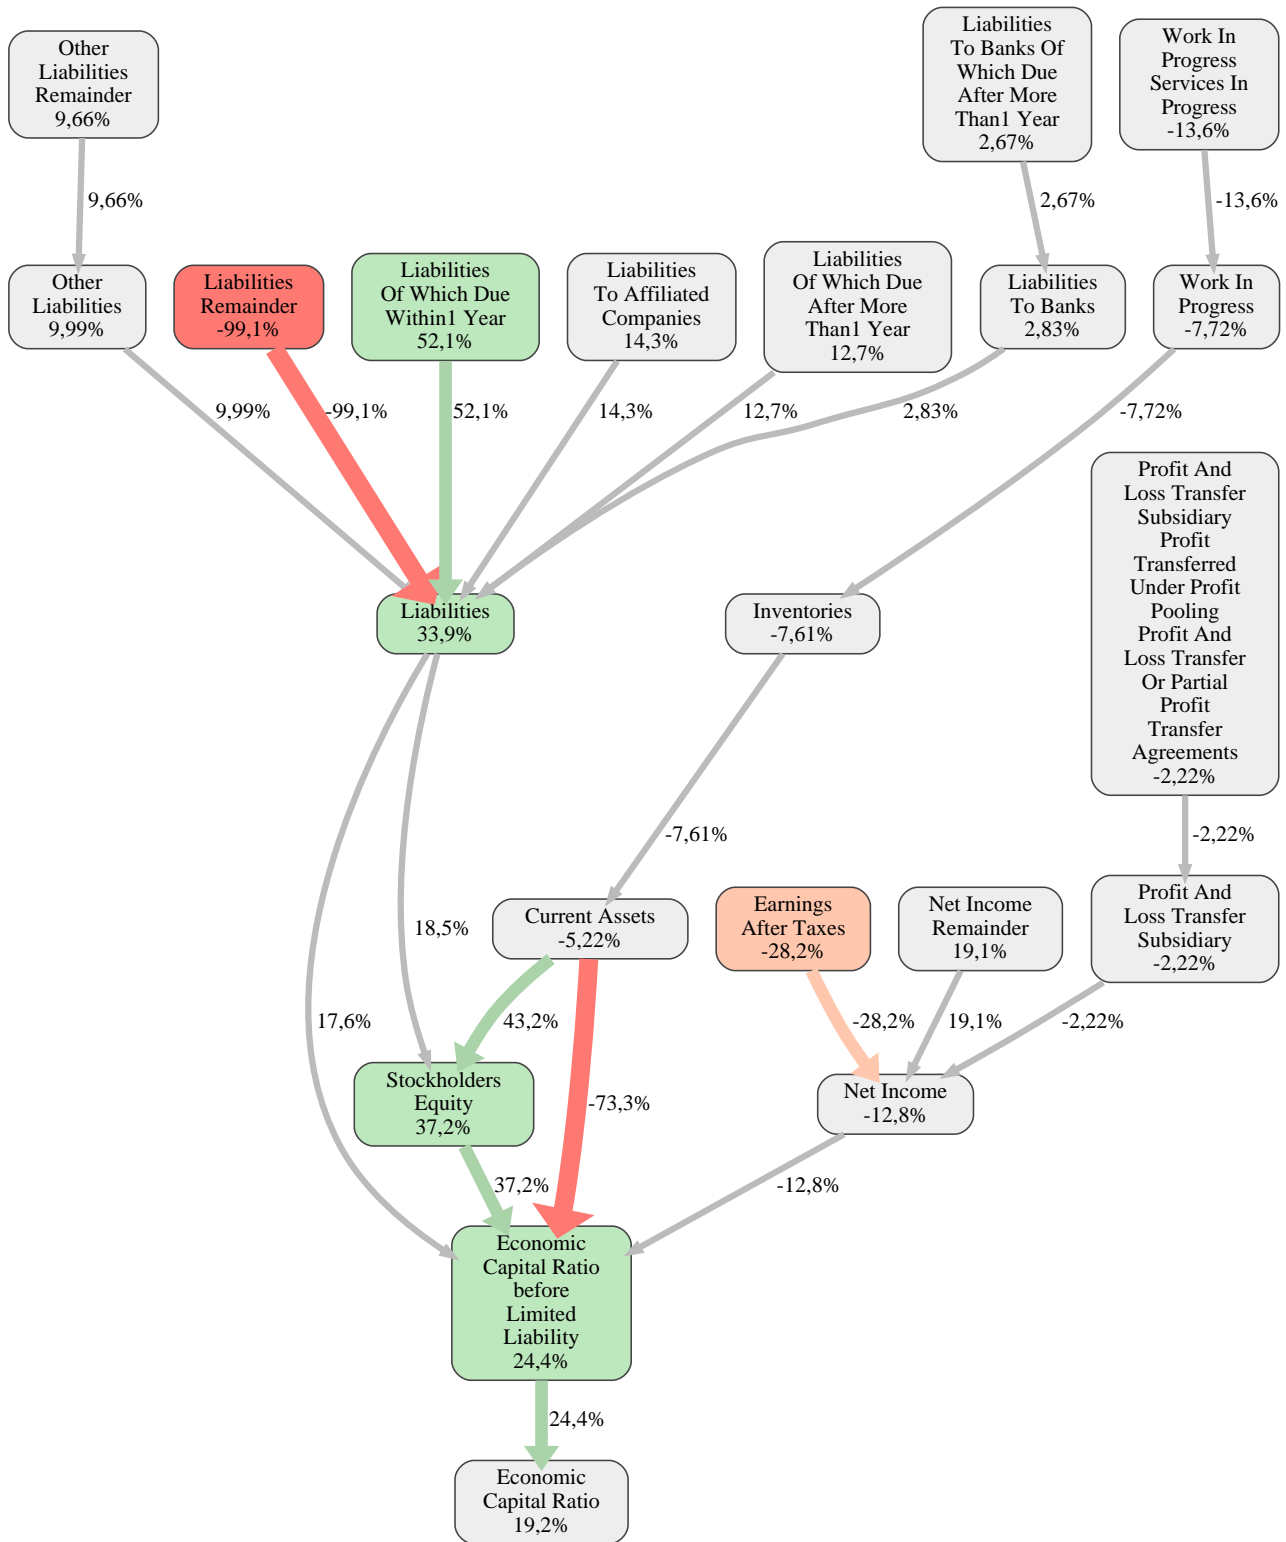 Other
Liabilities
Remainder
9,66%
Liabilities
To Banks Of
Which Due
After More
Than1 Year
2,67%
Work In
Progress
Services In
Progress
-13,6%
9,66%
2,67%
-13,6%
Other
Liabilities
9,99%
Liabilities
Remainder
-99,1%
Liabilities
Of Which Due
Within1 Year
52,1%
Liabilities
To Affiliated
Companies
14,3%
Liabilities
Of Which Due
After More
Than1 Year
12,7%
Liabilities
To Banks
2,83%
Work In
Progress
-7,72%
9,99%
-99,1%
52,1%
14,3%
12,7%
2,83%
-7,72%
Profit And
Loss Transfer
Subsidiary
Profit
Transferred
Under Profit
Pooling
Profit And
Loss Transfer
Or Partial
Profit
Transfer
Agreements
-2,22%
Liabilities
33,9%
Inventories
-7,61%
-7,61%
-2,22%
Current Assets
-5,22%
Earnings
After Taxes
-28,2%
Net Income
Remainder
19,1%
Profit And
Loss Transfer
Subsidiary
-2,22%
18,5%
17,6%
43,2%
-28,2%
19,1%
-2,22%
Stockholders
Equity
37,2%
-73,3%
Net Income
-12,8%
37,2%
-12,8%
Economic
Capital Ratio
before
Limited
Liability
24,4%
24,4%
Economic
Capital Ratio
19,2%